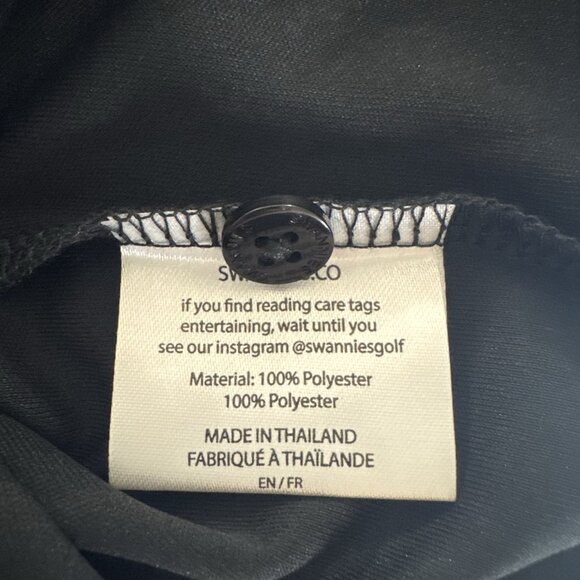 if you find reading care tags
entertaining, wait until you
see our instagram @swanniesgolf
Material: 100% Polyester
100% Polyester
MADE IN THAILAND
FABRIQUÉ À THAÏLANDE
EN / FR